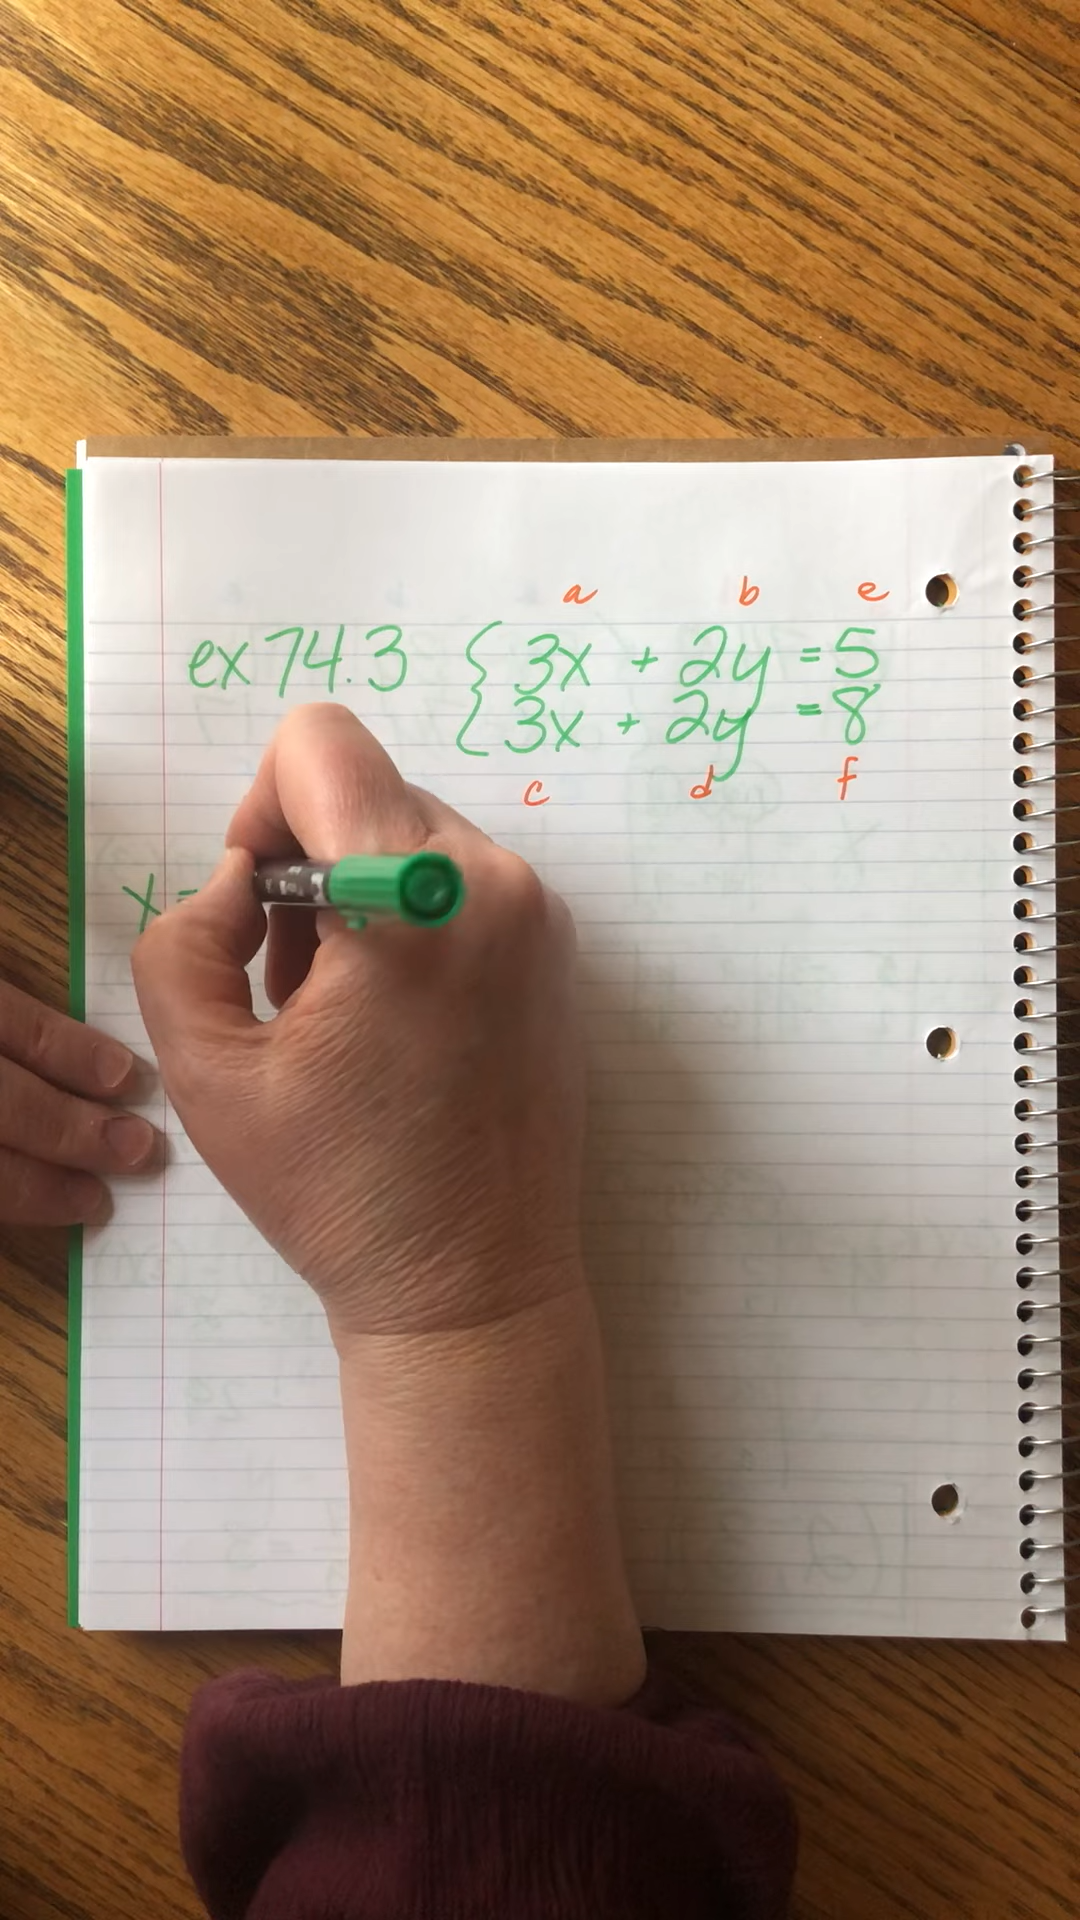 a b e
ex 74.3 { 3x + 2y = 5
3x + 2y = 8
c d f
x =